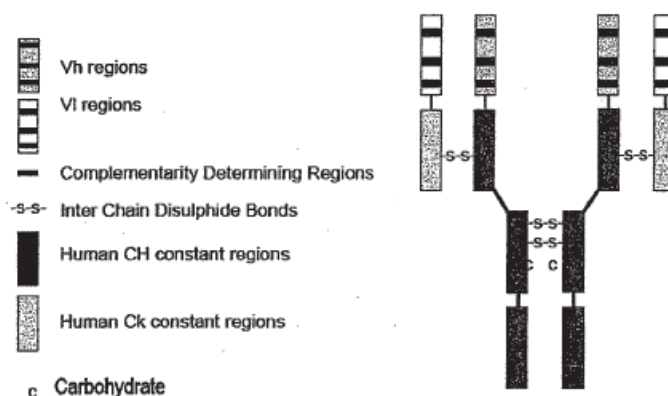 Vh regions
Vl regions
Complementarity Determining Regions
-S-S- Inter Chain Disulphide Bonds
Human CH constant regions
Human Ck constant regions
c Carbohydrate
S-S
S-S
S-S
S-S
C C